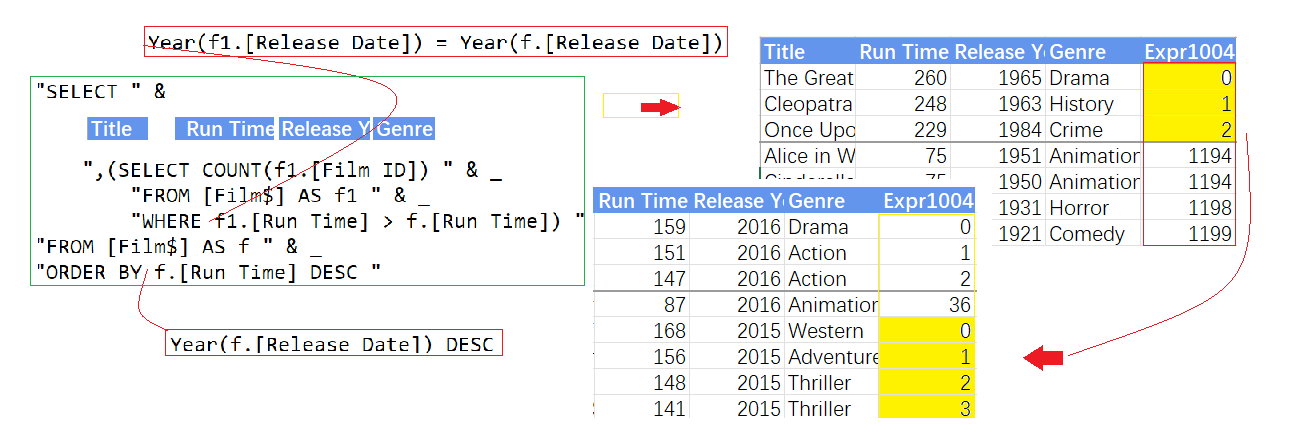 Year(f1.[Release Date]) = Year(f.[Release Date])
"SELECT " &
Title Run Time Release Y Genre
",(SELECT COUNT(f1.[Film ID]) " & _
"FROM [Film$] AS f1 " & _
"WHERE f1.[Run Time] > f.[Run Time]) "
"FROM [Film$] AS f " & _
"ORDER BY f.[Run Time] DESC "
Year(f.[Release Date]) DESC
Title Run Time Release Y Genre Expr1004
The Great 260 1965 Drama 0
Cleopatra 248 1963 History 1
Once Upo 229 1984 Crime 2
Alice in W 75 1951 Animation 1194
75 1950 Animation 1194
1931 Horror 1198
1921 Comedy 1199
Run Time Release Y Genre Expr1004
159 2016 Drama 0
151 2016 Action 1
147 2016 Action 2
87 2016 Animation 36
168 2015 Western 0
156 2015 Adventure 1
148 2015 Thriller 2
141 2015 Thriller 3